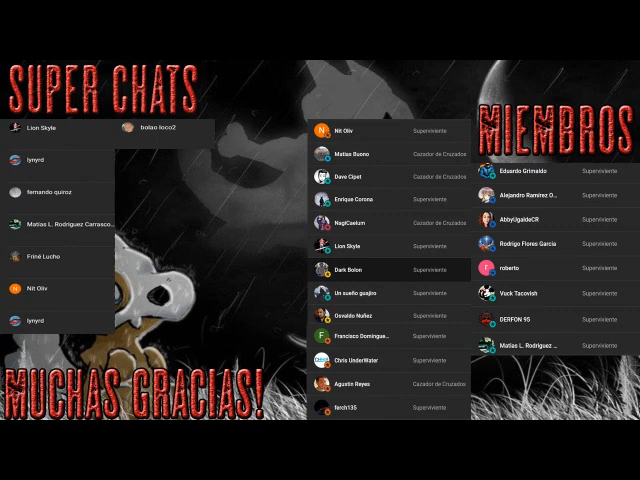 SUPER CHATS
Lion Skyle
bolao loco2
lynyrd
fernando quiroz
Matias L. Rodriguez Carrasco...
Friné Lucho
N
Nit Oliv
lynyrd
MUCHAS GRACIAS!
N
Nit Oliv Superviviente
Matias Buono Cazador de Cruzados
Dave Cipet Cazador de Cruzados
Enrique Corona Superviviente
NagiCaelum Cazador de Cruzados
Lion Skyle Superviviente
Dark Bolon Superviviente
Un sueño guajiro Superviviente
Osvaldo Nuñez Superviviente
F
Francisco Domingue... Superviviente
Chris UnderWater Superviviente
Agustin Reyes Cazador de Cruzados
ferch135 Superviviente
MIEMBROS
Eduardo Grimaldo Superviviente
Alejandro Ramírez O... Superviviente
AbbyUgaldeCR Superviviente
Rodrigo Flores Garcia Superviviente
r
roberto Superviviente
Vuck Tacovish Superviviente
DERFON 95 Superviviente
Matias L. Rodriguez ... Superviviente